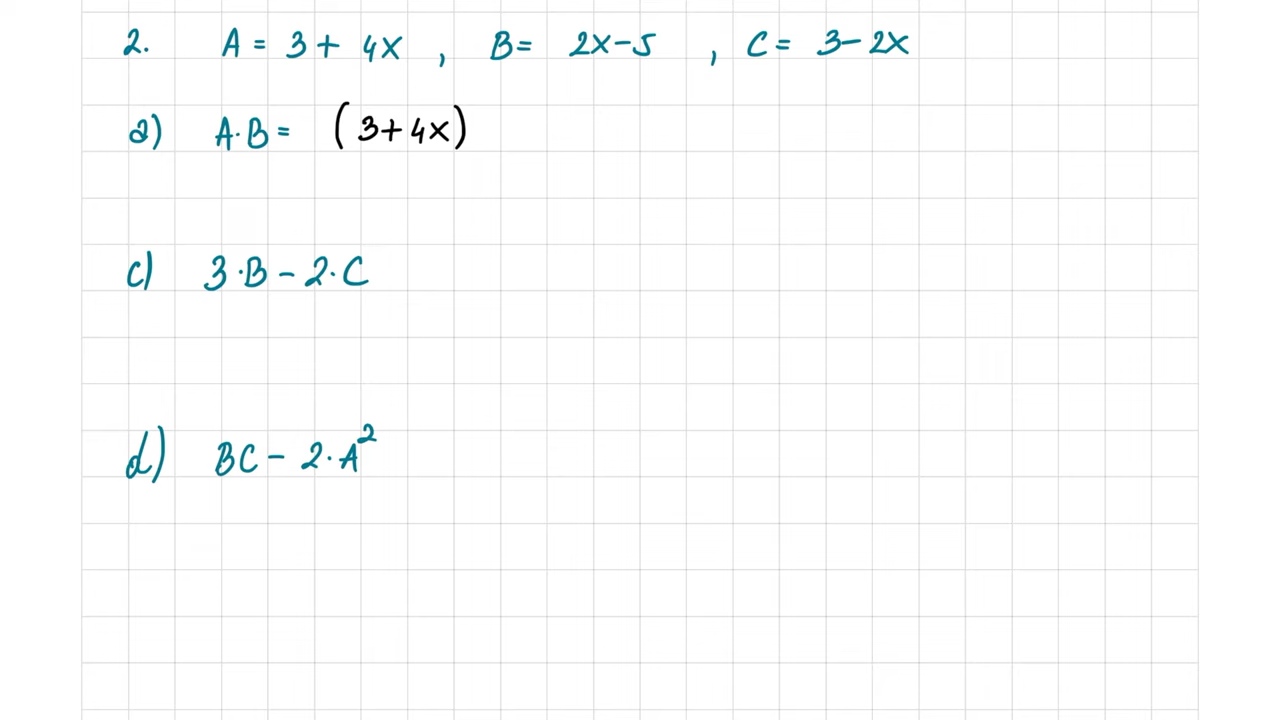 2. A = 3 + 4x , B = 2x - 5 , C = 3 - 2x
a) A·B = (3 + 4x)
c) 3·B - 2·C
d) BC - 2·A²